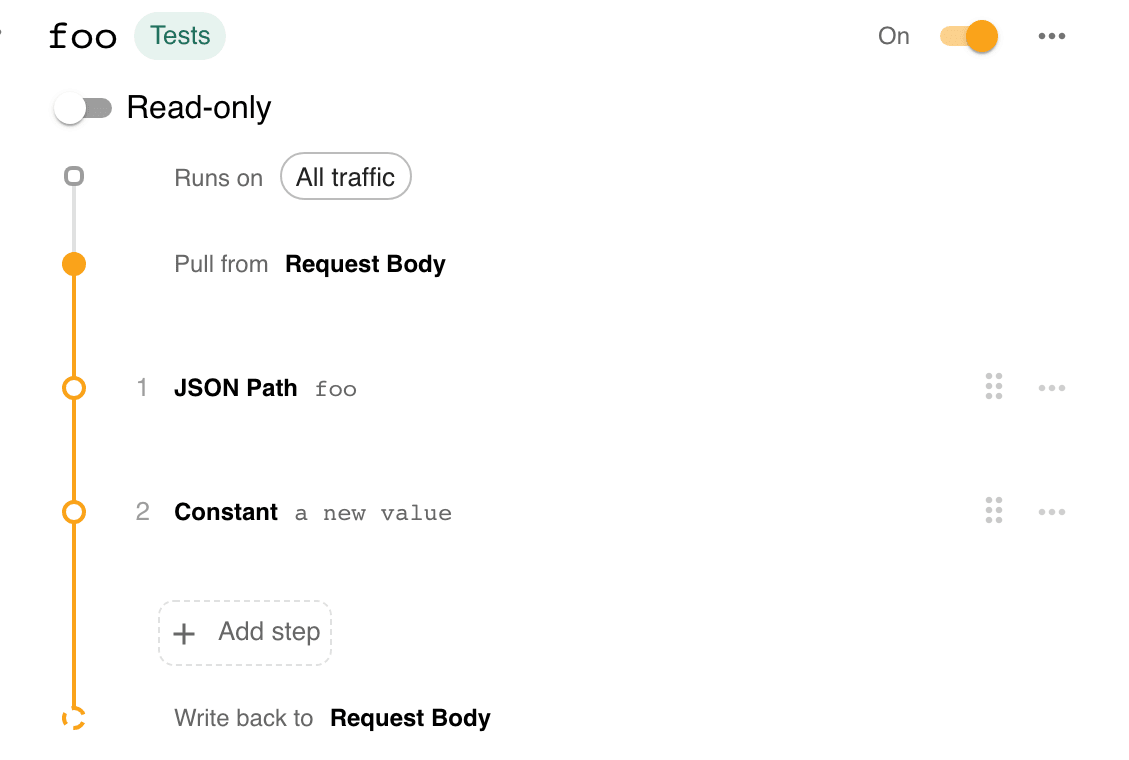 foo Tests On
Read-only
Runs on All traffic
Pull from Request Body
1 JSON Path foo
2 Constant a new value
+ Add step
Write back to Request Body